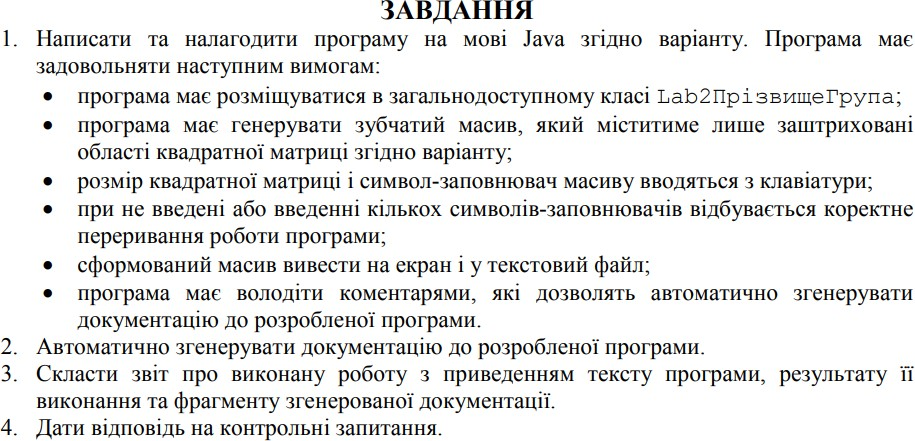 ЗАВДАННЯ
1. Написати та налагодити програму на мові Java згідно варіанту. Програма має
задовольняти наступним вимогам:
• програма має розміщуватися в загальнодоступному класі Lab2ПрізвищеГрупа;
• програма має генерувати зубчатий масив, який міститиме лише заштриховані
області квадратної матриці згідно варіанту;
• розмір квадратної матриці і символ-заповнювач масиву вводяться з клавіатури;
• при не введені або введенні кількох символів-заповнювачів відбувається коректне
переривання роботи програми;
• сформований масив вивести на екран і у текстовий файл;
• програма має володіти коментарями, які дозволять автоматично згенерувати
документацію до розробленої програми.
2. Автоматично згенерувати документацію до розробленої програми.
3. Скласти звіт про виконану роботу з приведенням тексту програми, результату її
виконання та фрагменту згенерованої документації.
4. Дати відповідь на контрольні запитання.